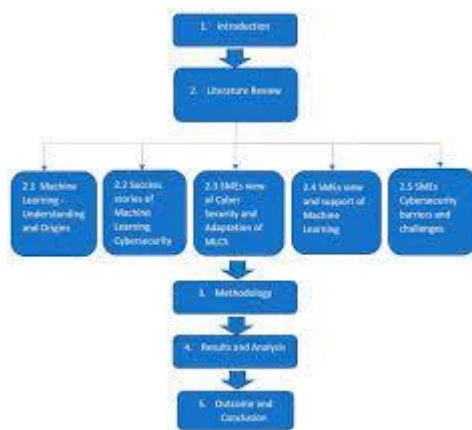 1. Introduction
2. Literature Review
2.1 Machine
Learning -
Understanding
and Origins
2.2 Success
stories of
Machine
Learning
Cybersecurity
2.3 SMEs view
of Cyber
Security and
Adaptation of
MLCS
2.4 SMEs view
and support of
Machine
Learning
2.5 SMEs
Cybersecurity
barriers and
challenges
3. Methodology
4. Results and Analysis
5. Outcome and
Conclusion